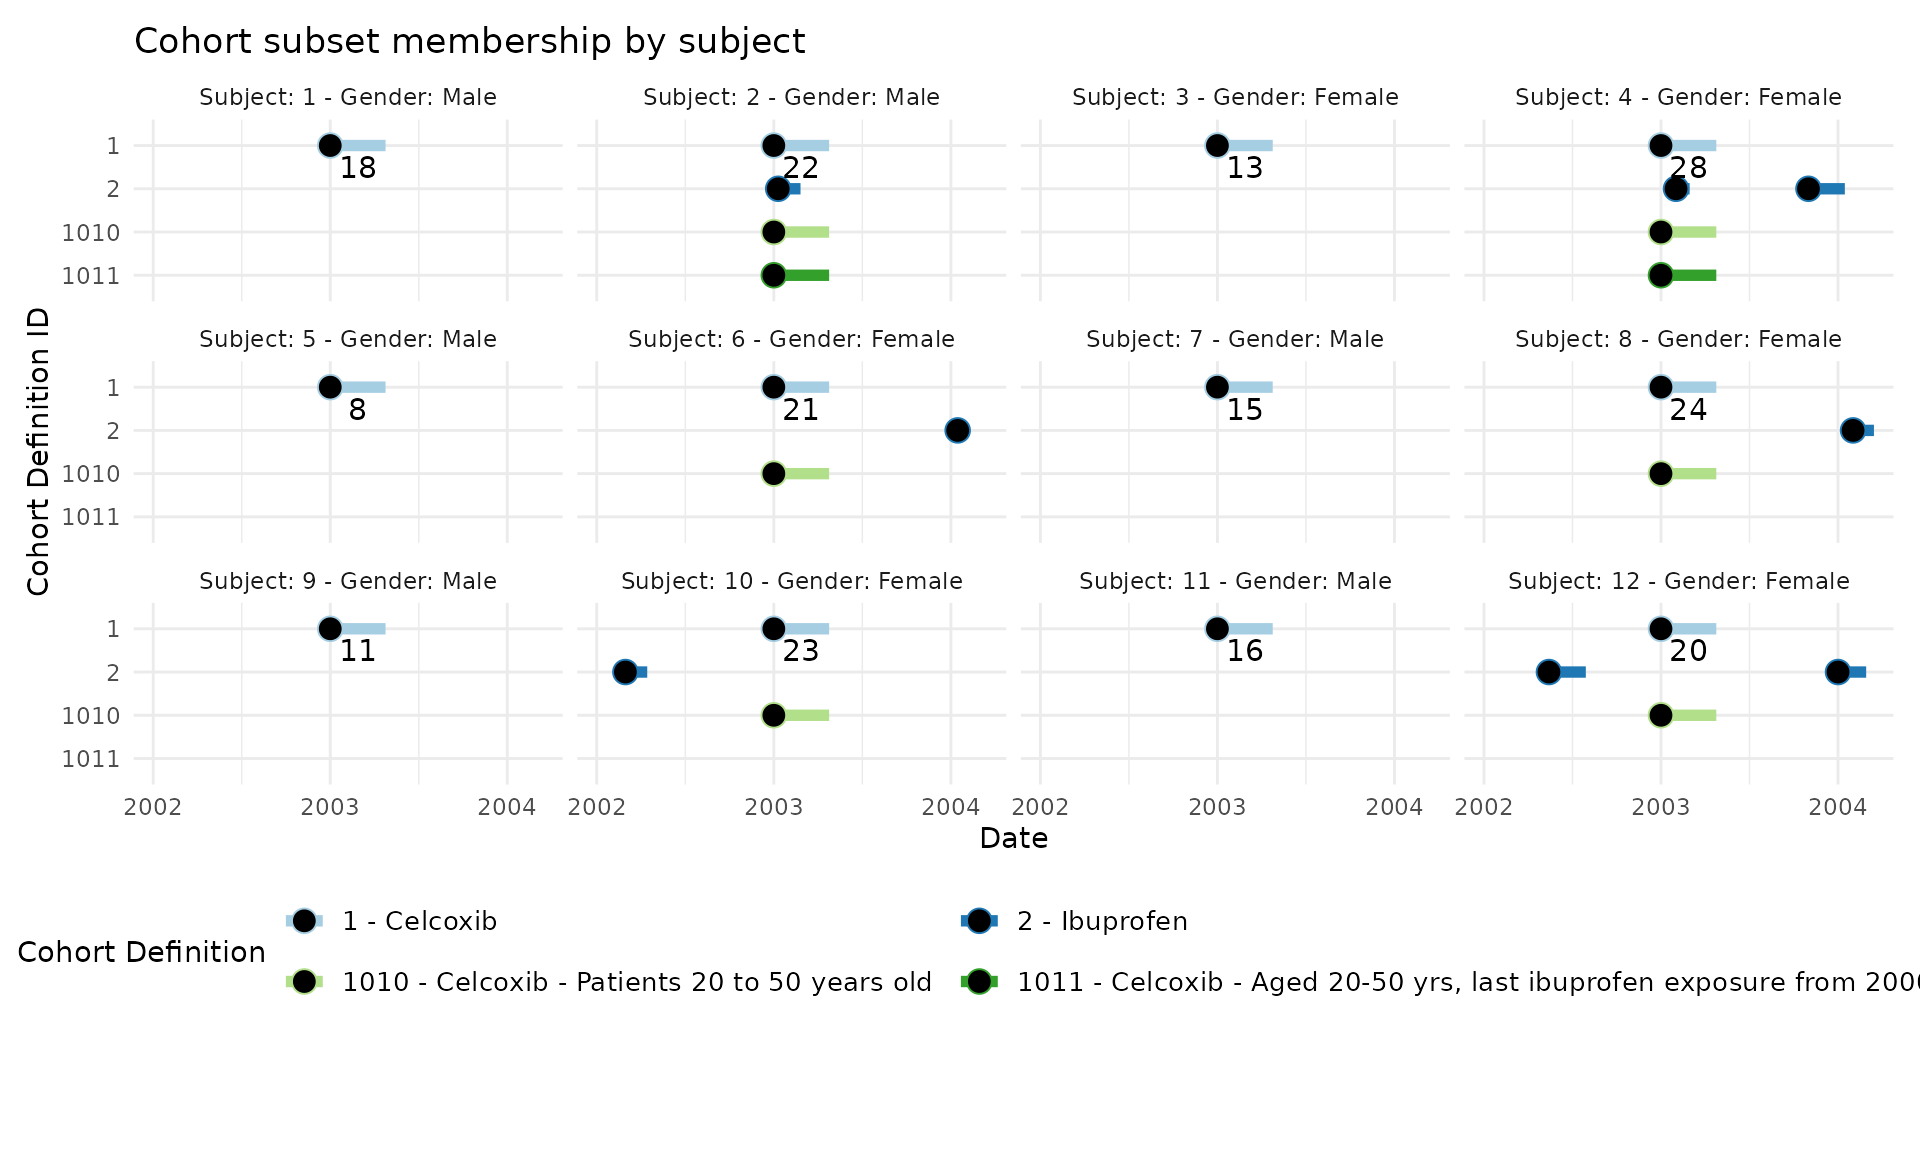 Cohort subset membership by subject
Subject: 1 - Gender: Male
Subject: 2 - Gender: Male
Subject: 3 - Gender: Female
Subject: 4 - Gender: Female
1
18
22
13
28
2
1010
1011
Subject: 5 - Gender: Male
Subject: 6 - Gender: Female
Subject: 7 - Gender: Male
Subject: 8 - Gender: Female
1
8
21
15
24
2
1010
1011
Subject: 9 - Gender: Male
Subject: 10 - Gender: Female
Subject: 11 - Gender: Male
Subject: 12 - Gender: Female
1
11
23
16
20
2
1010
1011
Cohort Definition ID
2002 2003 2004 2002 2003 2004 2002 2003 2004 2002 2003 2004
Date
Cohort Definition
1 - Celcoxib
2 - Ibuprofen
1010 - Celcoxib - Patients 20 to 50 years old
1011 - Celcoxib - Aged 20-50 yrs, last ibuprofen exposure from